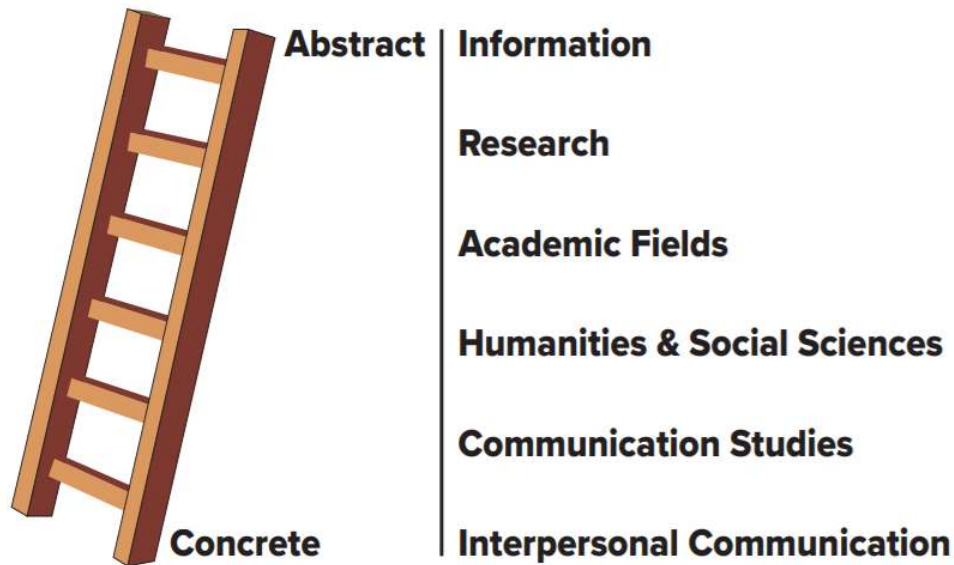 Abstract Information
Research
Academic Fields
Humanities & Social Sciences
Communication Studies
Concrete Interpersonal Communication